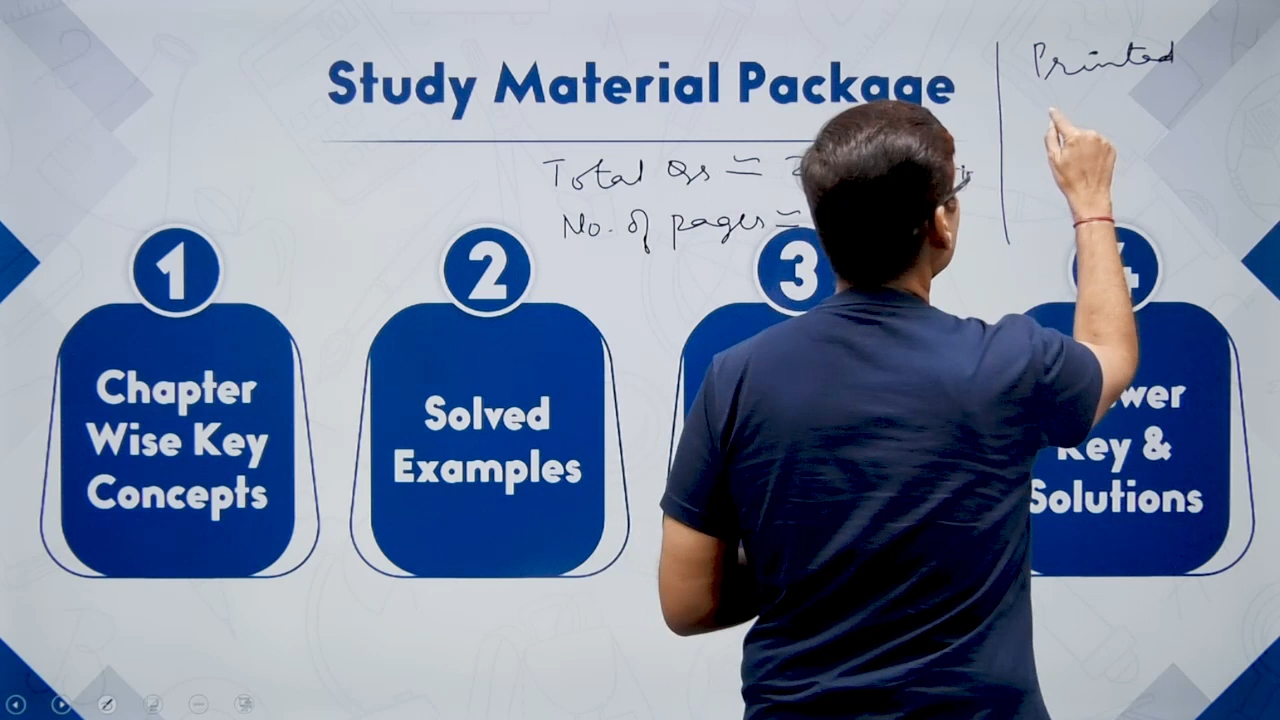 Study Material Package
Printed
Total Qs ≃
No. of pages ≃
1
2
3
4
Chapter
Wise Key
Concepts
Solved
Examples
Key &
Solutions